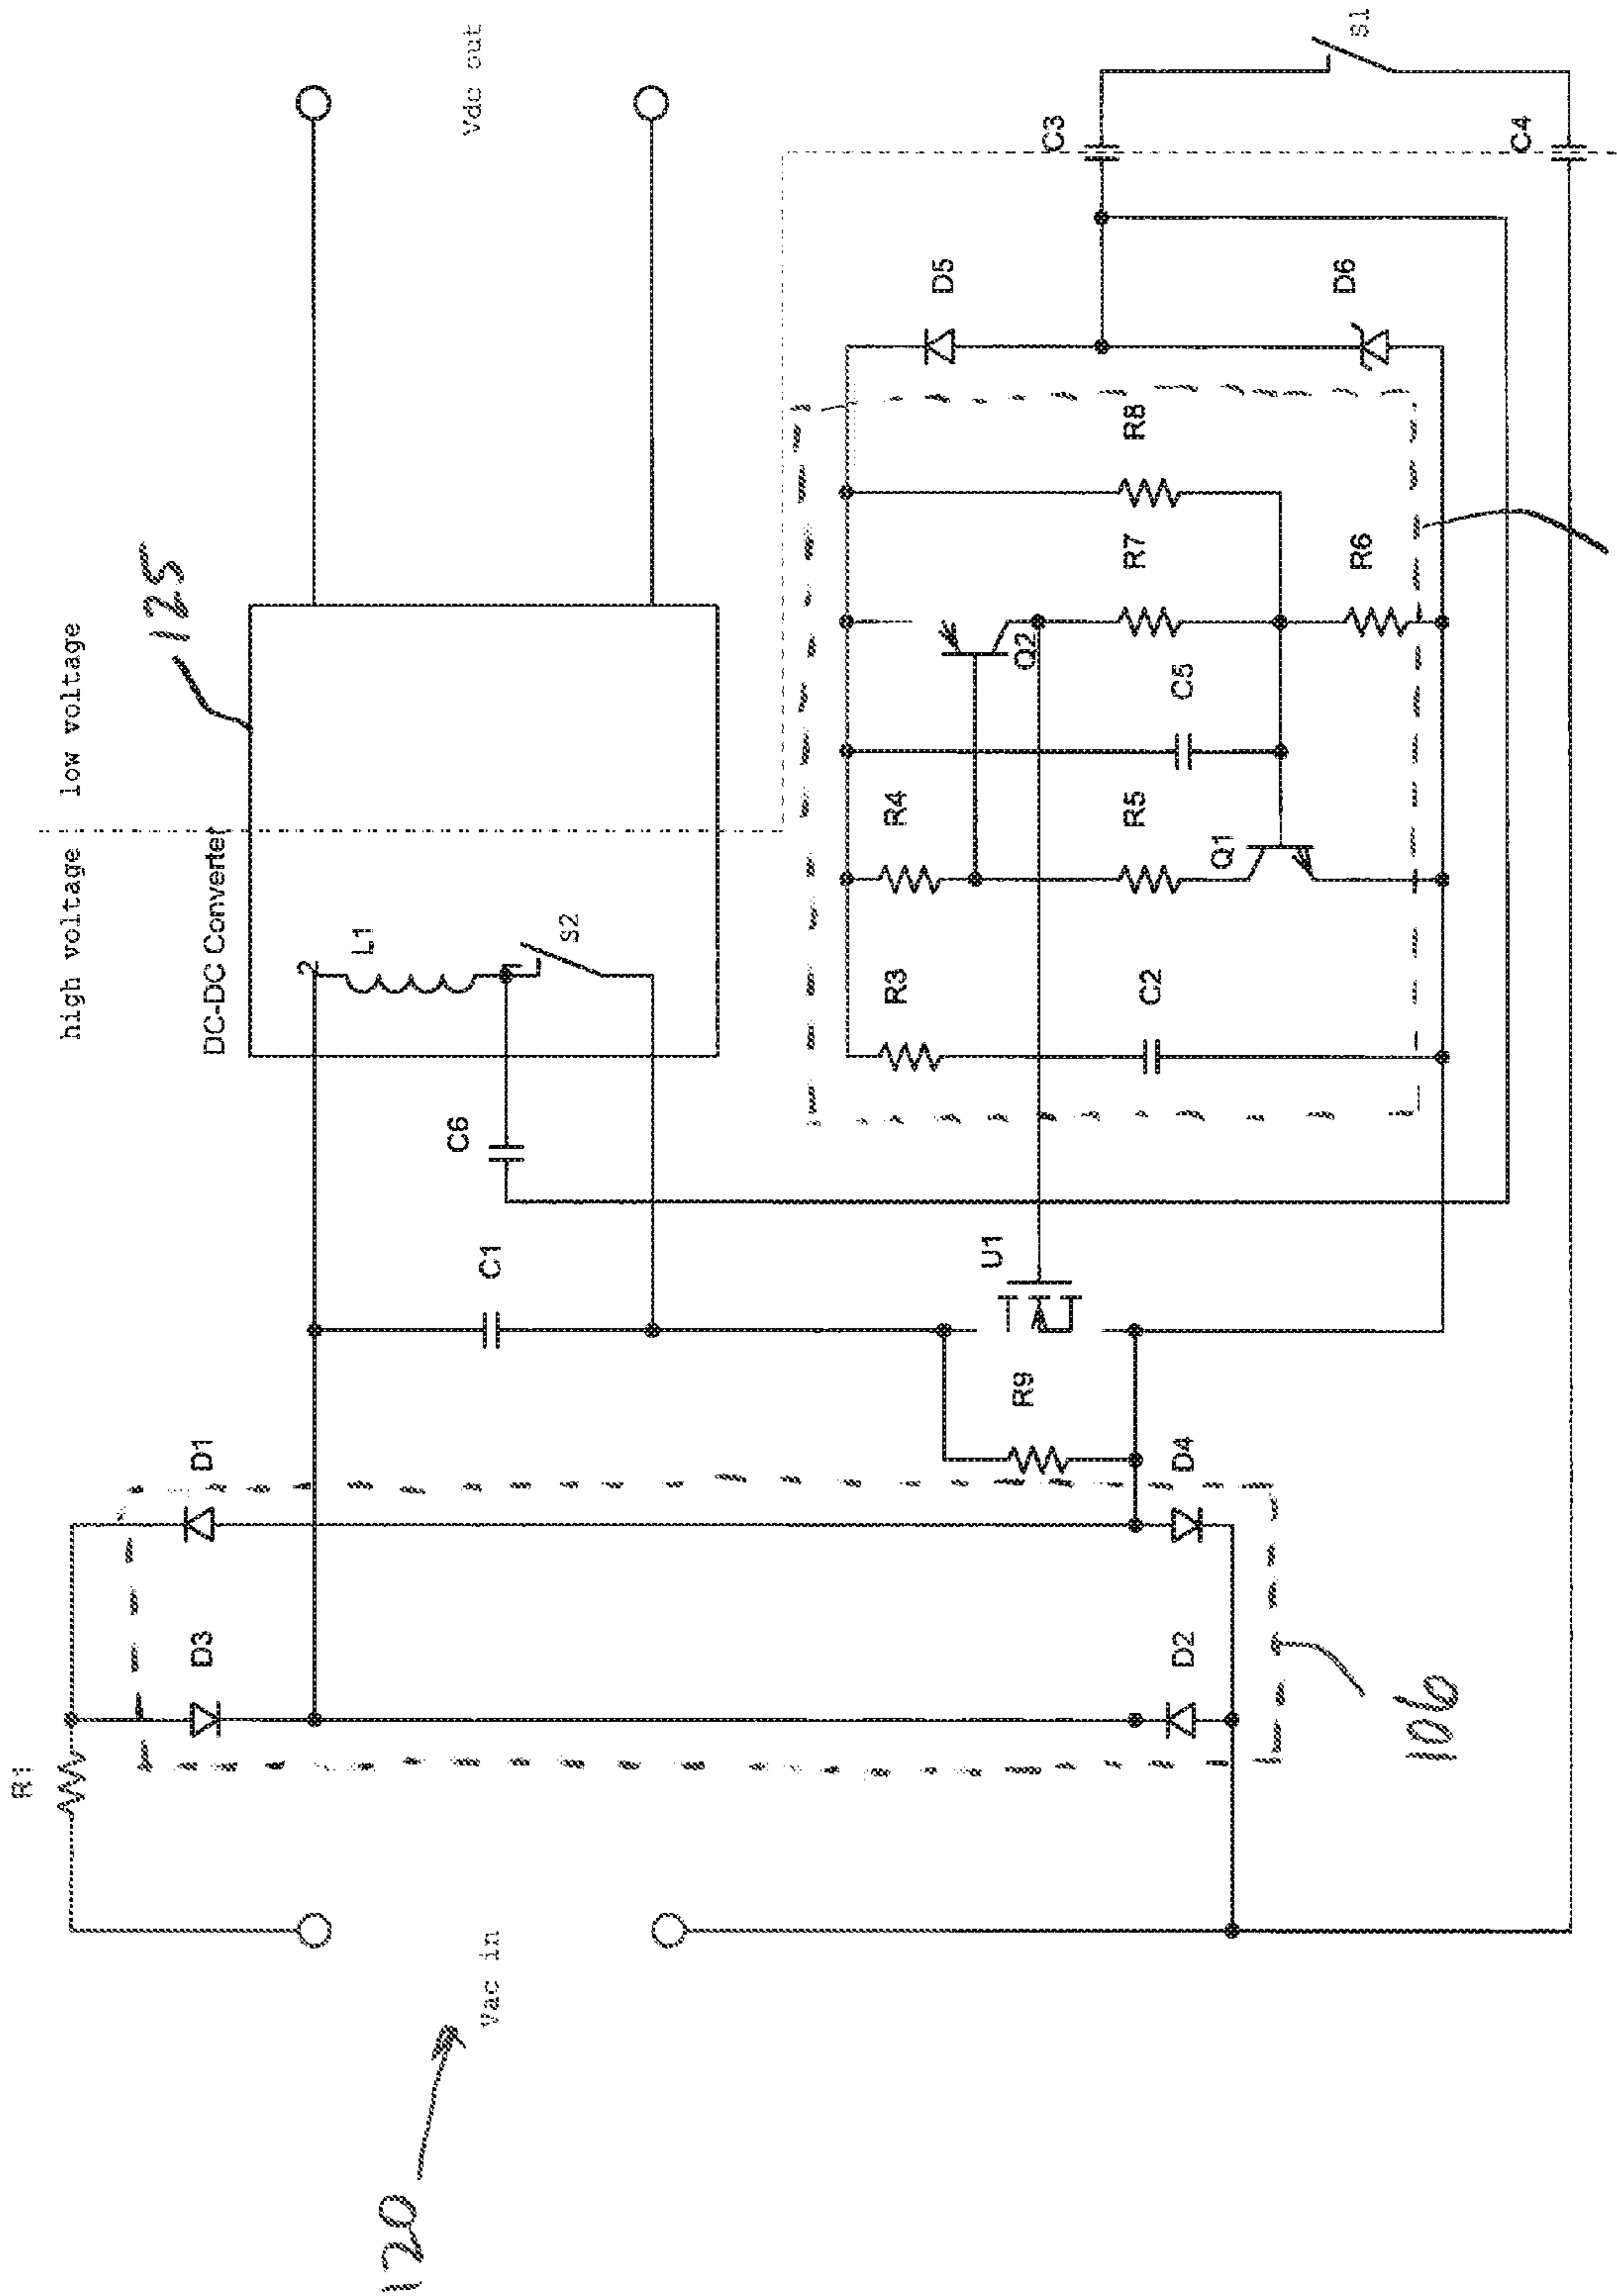 high voltage
low voltage
125
DC-DC Converter
Vdc out
2
L1
1
S2
R1
D3
D1
C1
C6
120
Vac in
R9
U1
D2
D4
106
R3
C2
R4
R5
Q1
C5
Q2
R7
R6
R8
D5
D6
C3
C4
S1